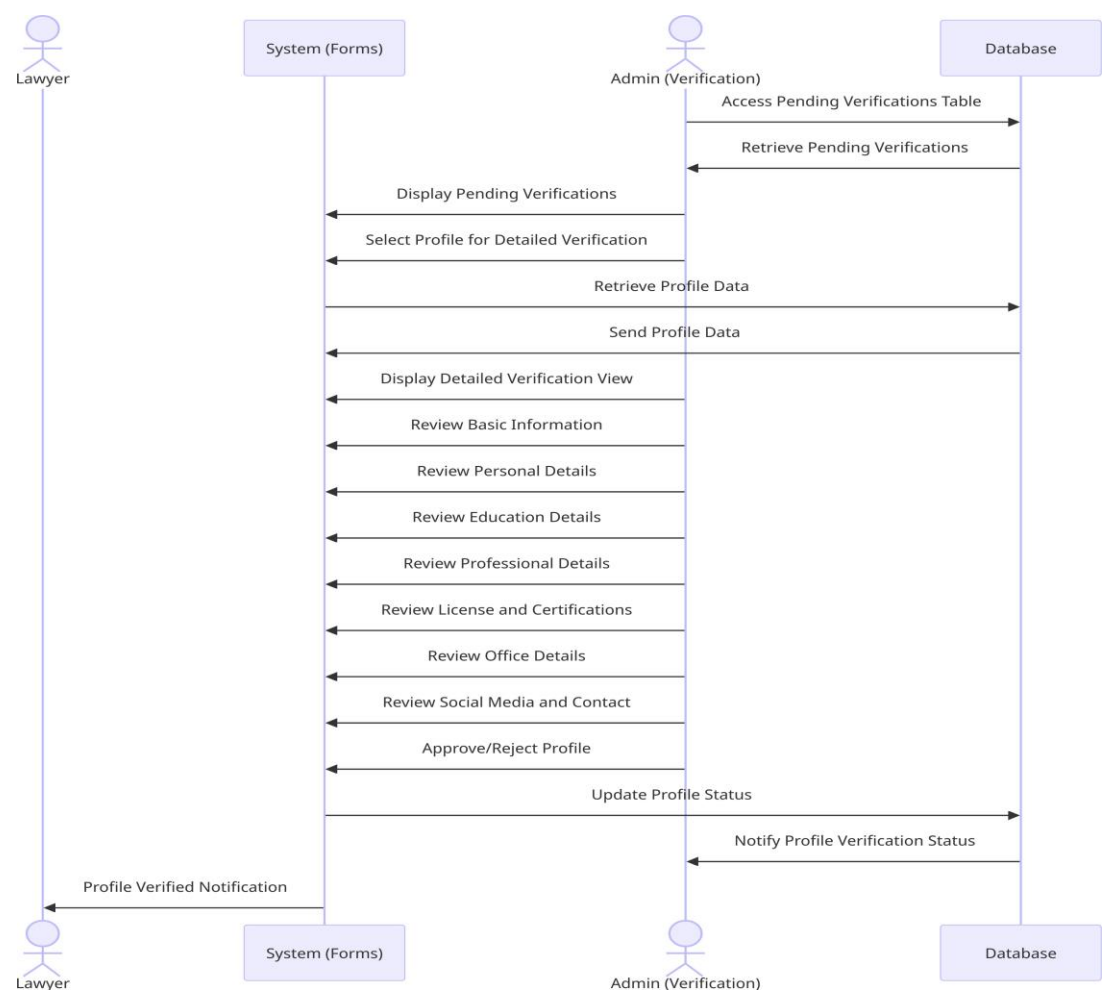 System (Forms)
Database
Lawyer
Admin (Verification)
Access Pending Verifications Table
Retrieve Pending Verifications
Display Pending Verifications
Select Profile for Detailed Verification
Retrieve Profile Data
Send Profile Data
Display Detailed Verification View
Review Basic Information
Review Personal Details
Review Education Details
Review Professional Details
Review License and Certifications
Review Office Details
Review Social Media and Contact
Approve/Reject Profile
Update Profile Status
Notify Profile Verification Status
Profile Verified Notification
System (Forms)
Database
Lawyer
Admin (Verification)